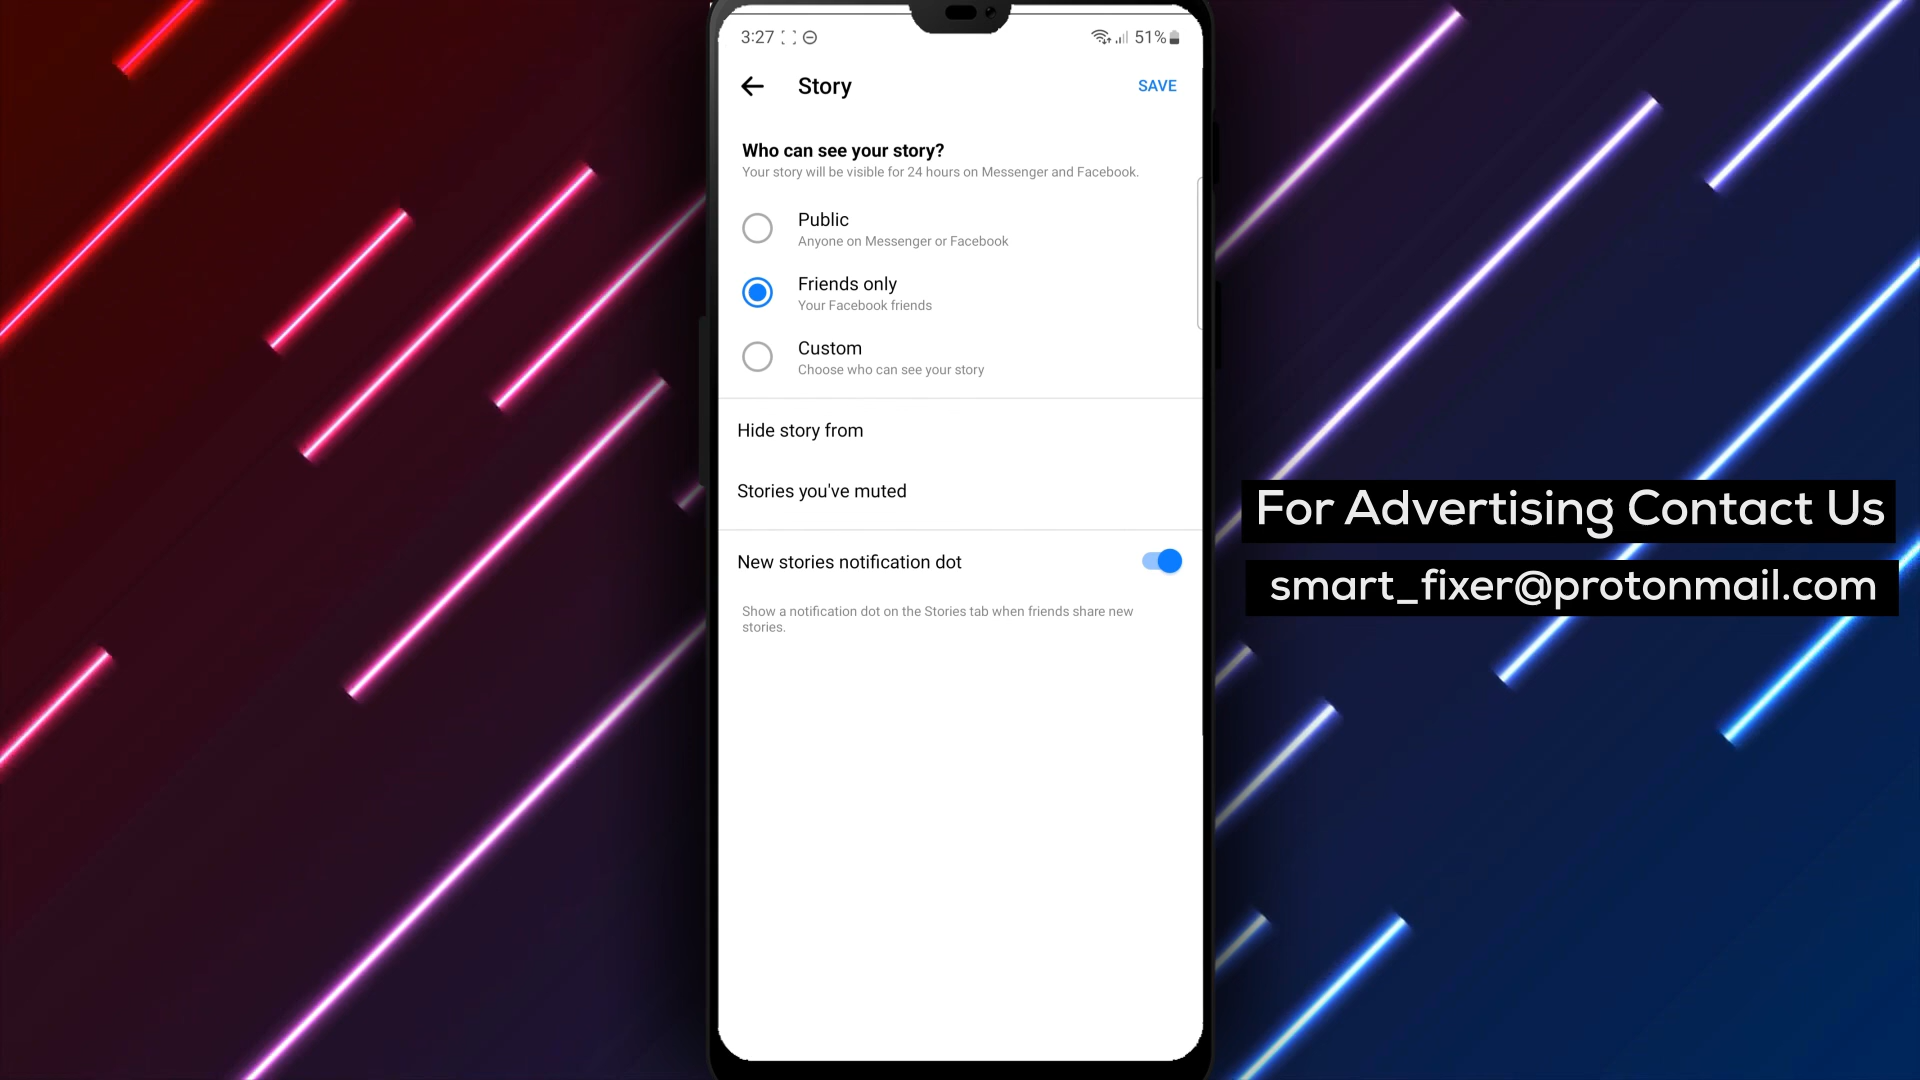 3:27
51%
Story
SAVE
Who can see your story?
Your story will be visible for 24 hours on Messenger and Facebook.
Public
Anyone on Messenger or Facebook
Friends only
Your Facebook friends
Custom
Choose who can see your story
Hide story from
Stories you've muted
New stories notification dot
Show a notification dot on the Stories tab when friends share new
stories.
For Advertising Contact Us
smart_fixer@protonmail.com